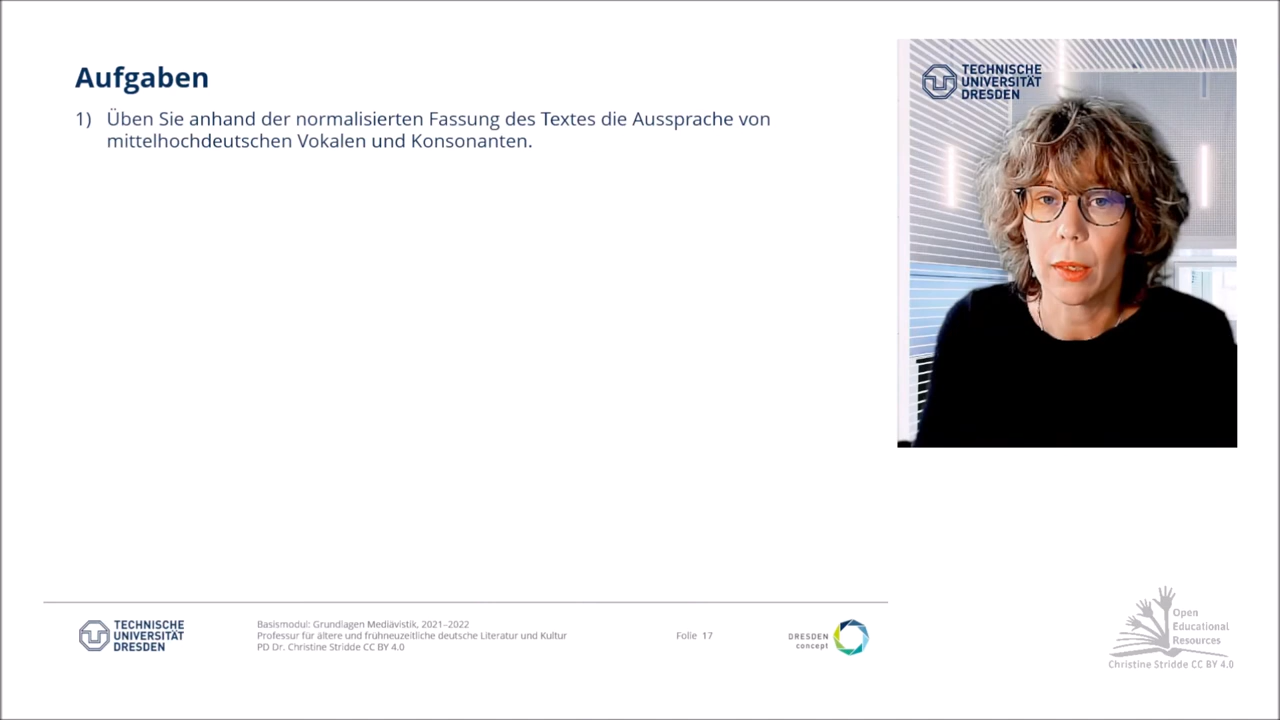 Aufgaben
1) Üben Sie anhand der normalisierten Fassung des Textes die Aussprache von
mittelhochdeutschen Vokalen und Konsonanten.
TECHNISCHE
UNIVERSITÄT
DRESDEN
TECHNISCHE
UNIVERSITÄT
DRESDEN
Basismodul: Grundlagen Mediävistik, 2021–2022
Professur für ältere und frühneuzeitliche deutsche Literatur und Kultur
PD Dr. Christine Stridde CC BY 4.0
Folie 17
DRESDEN
concept
Open
Educational
Resources
Christine Stridde CC BY 4.0